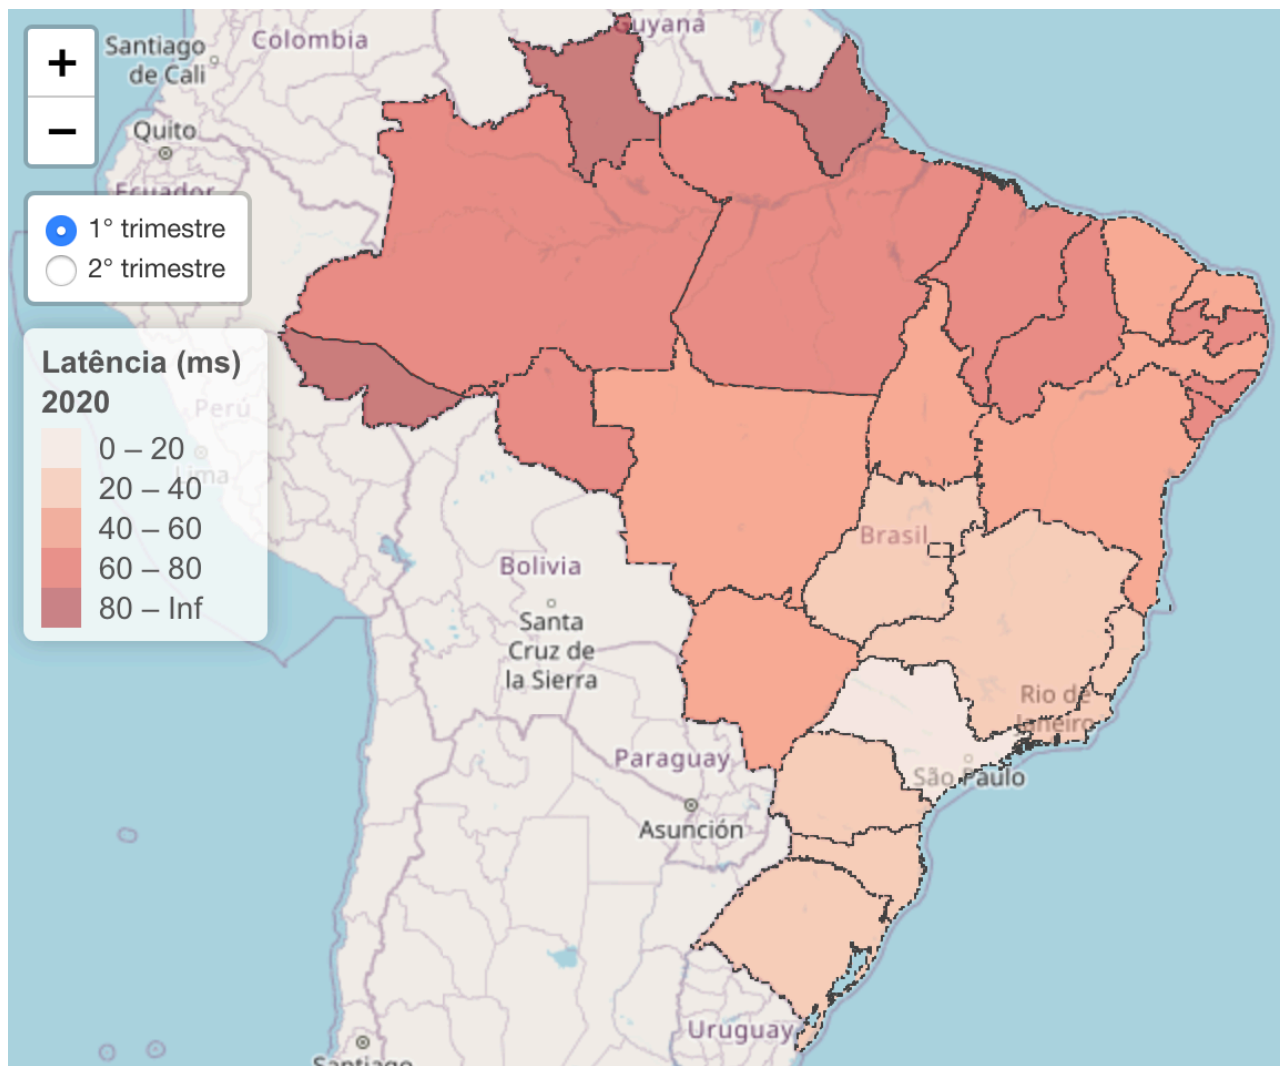 Santiago
de Cali
Colombia
Guyana
+
−
Quito
Ecuador
1° trimestre
2° trimestre
Latência (ms)
2020
0 – 20
20 – 40
40 – 60
60 – 80
80 – Inf
Perú
Lima
Brasil
Bolivia
Santa
Cruz de
la Sierra
Rio de
Janeiro
São Paulo
Paraguay
Asunción
Uruguay
Santiago